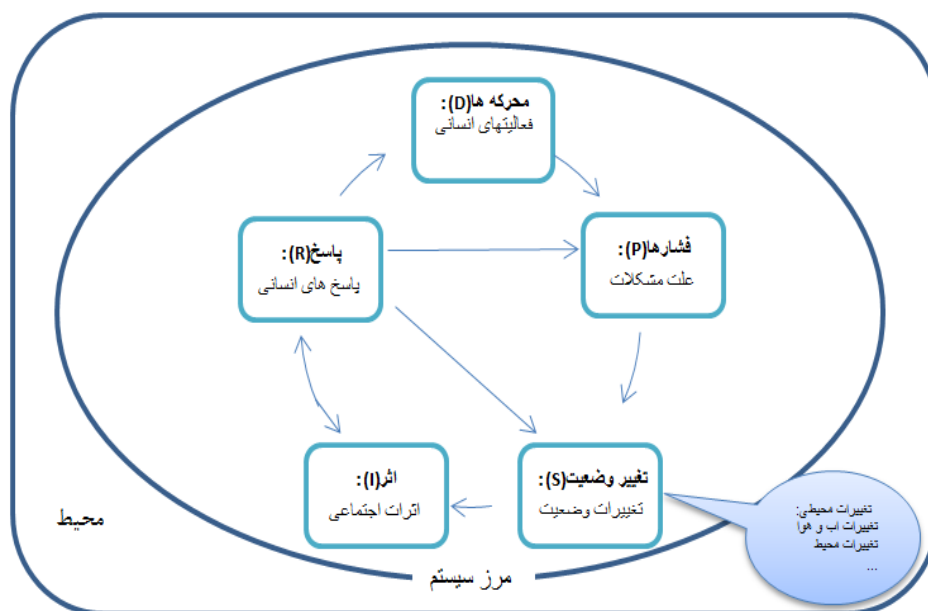 محرکه ها(D):
فعالیتهای انسانی
فشارها(P):
علت مشکلات
پاسخ(R):
پاسخ های انسانی
تغییر وضعیت(S):
تغییرات وضعیت
اثر(I):
اثرات اجتماعی
تغییرات محیطی:
تغییرات اب و هوا
تغییرات محیط
...
محیط
مرز سیستم